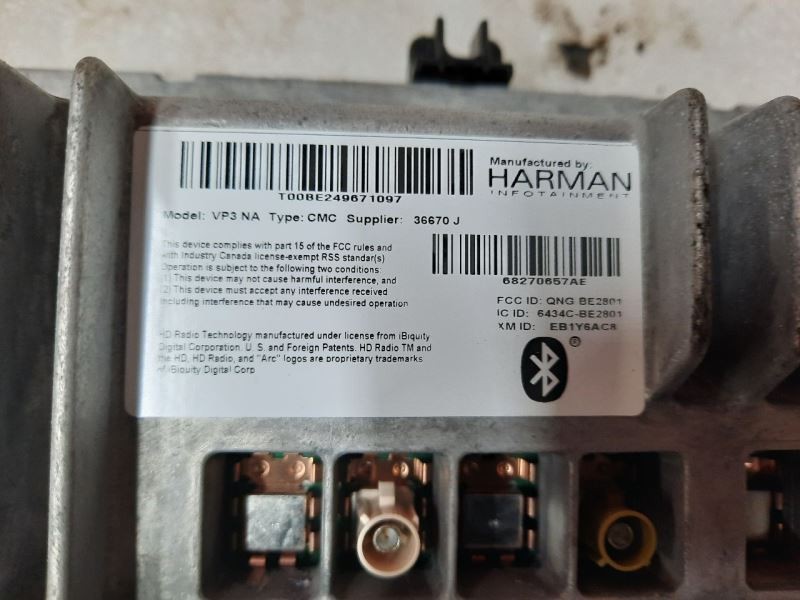 Manufactured by:
HARMAN
INFOTAINMENT
T00BE249671097
Model: VP3 NA Type: CMC Supplier: 36670 J
This device complies with part 15 of the FCC rules and
with Industry Canada license-exempt RSS standar(s)
Operation is subject to the following two conditions:
(1) This device may not cause harmful interference, and
(2) This device must accept any interference received
including interference that may cause undesired operation
68270657AE
FCC ID: QNG BE2801
IC ID: 6434C-BE2801
XM ID: EB1Y6AC8
HD Radio Technology manufactured under license from iBiquity
Digital Corporation. U.S. and Foreign Patents. HD Radio TM and
the HD, HD Radio, and "Arc" logos are proprietary trademarks
of iBiquity Digital Corp
®